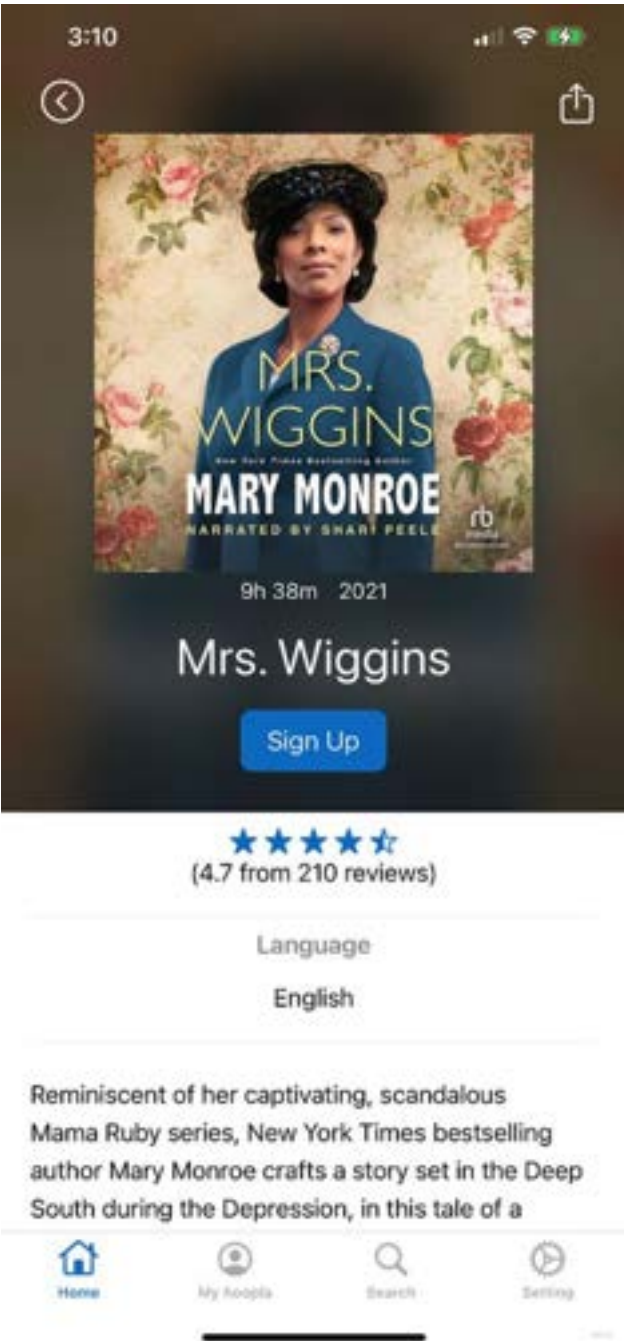 3:10
MRS.
WIGGINS
New York Times Bestselling Author
MARY MONROE
NARRATED BY SHARI PEELE
rb
media
9h 38m 2021
Mrs. Wiggins
Sign Up
(4.7 from 210 reviews)
Language
English
Reminiscent of her captivating, scandalous
Mama Ruby series, New York Times bestselling
author Mary Monroe crafts a story set in the Deep
South during the Depression, in this tale of a
Home
My hoopla
Search
Setting